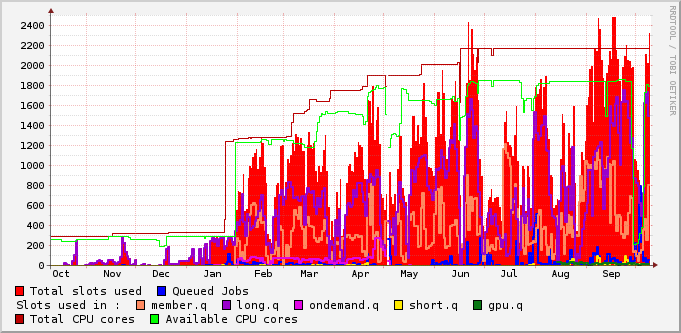 2400
2200
2000
1800
1600
1400
1200
1000
800
600
400
200
0
Oct Nov Dec Jan Feb Mar Apr May Jun Jul Aug Sep
RRDTOOL / TOBI OETIKER
Total slots used Queued Jobs
Slots used in : member.q long.q ondemand.q short.q gpu.q
Total CPU cores Available CPU cores